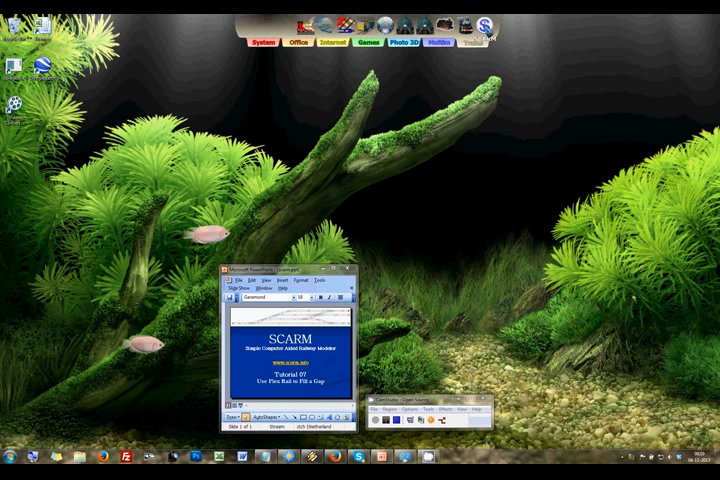 System Office Internet Games Photo 3D Multim Trains
Microsoft PowerPoint - [scarm.ppt]
File Edit View Insert Format Tools
Slide Show Window Help
Garamond 18
SCARM
Simple Computer Aided Railway Modeler
www.scarm.info
Tutorial 07
Use Flex Rail to Fill a Gap
Draw AutoShapes
Slide 1 of 1 Stream
CamStudio - Open Source
File Region Options Tools Effects View Help